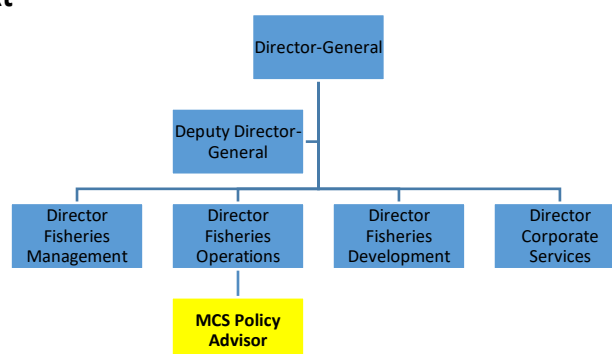 Director-General
Deputy Director-
General
Director
Fisheries
Management
Director
Fisheries
Operations
Director
Fisheries
Development
Director
Corporate
Services
MCS Policy
Advisor